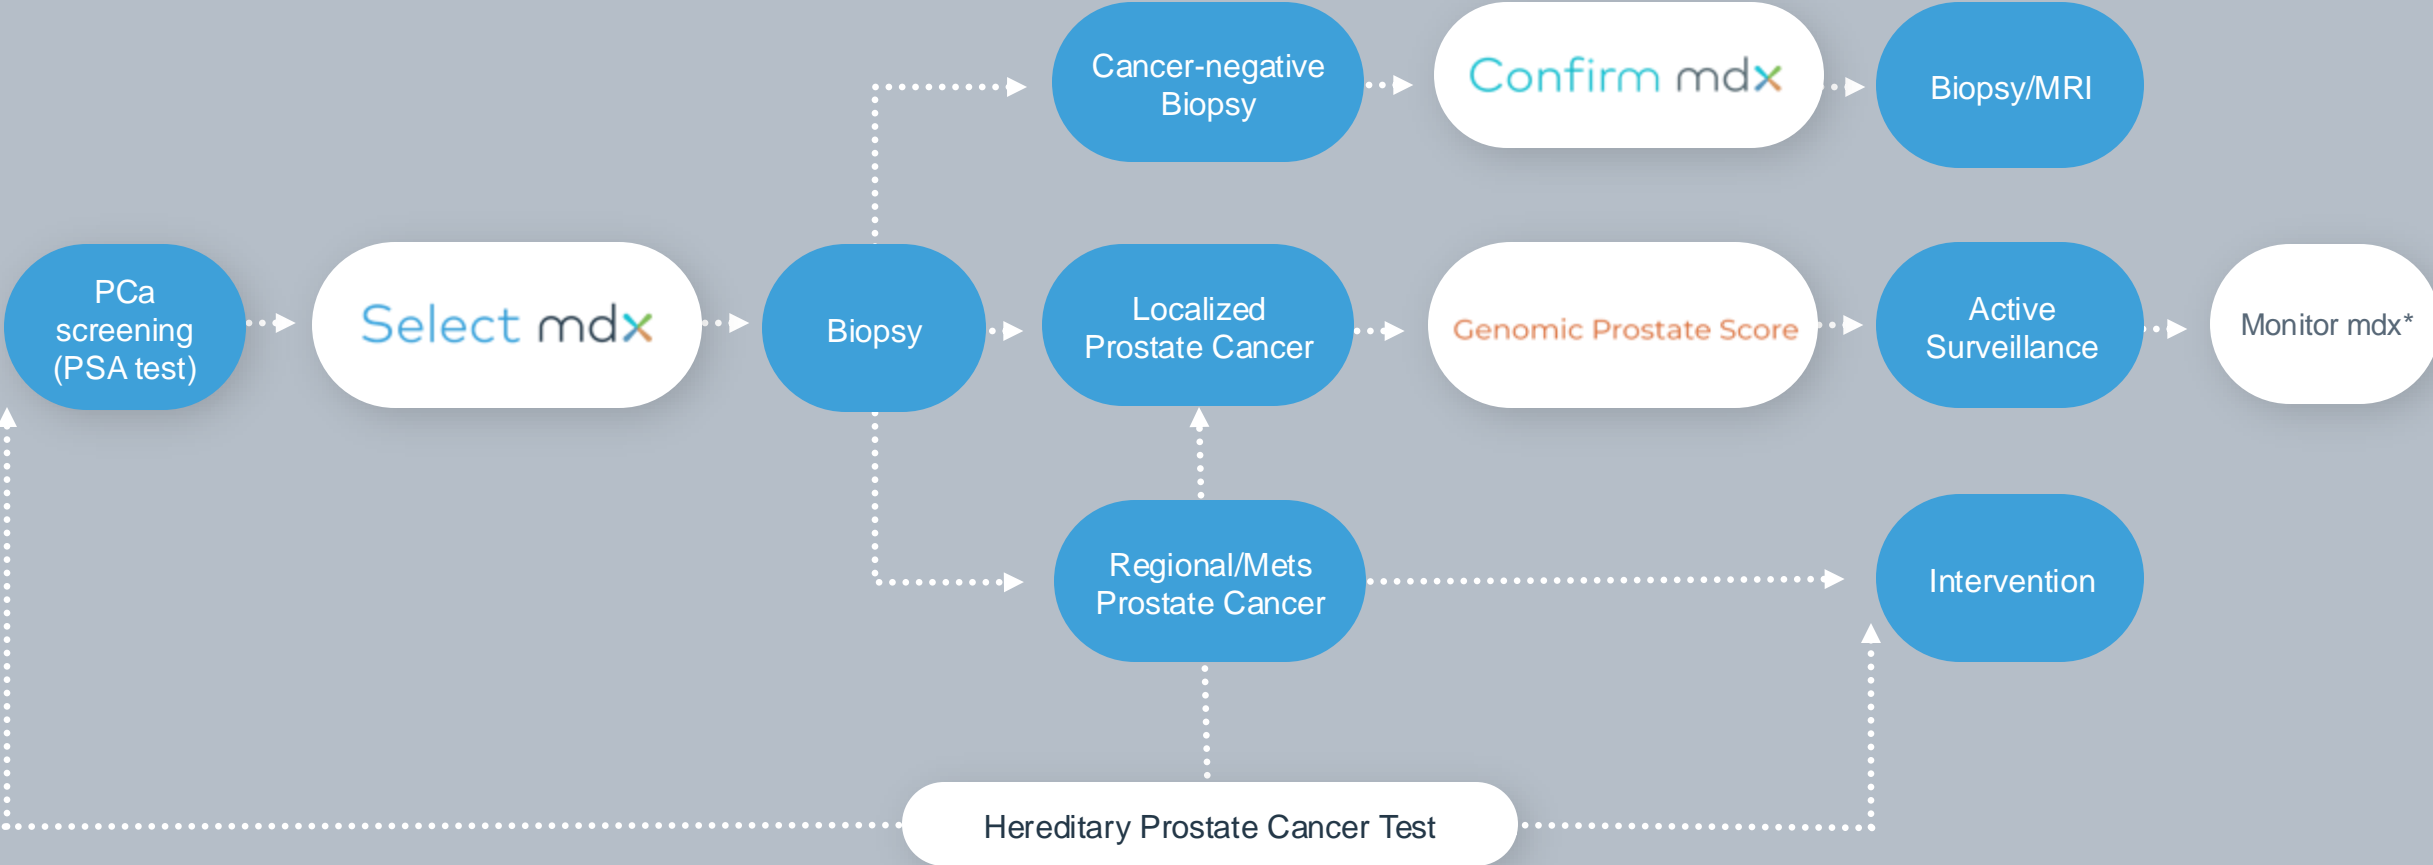 Cancer-negative
Biopsy
Confirm mdx
Biopsy/MRI
PCa
screening
(PSA test)
Select mdx
Biopsy
Localized
Prostate Cancer
Genomic Prostate Score
Active
Surveillance
Monitor mdx*
Regional/Mets
Prostate Cancer
Intervention
Hereditary Prostate Cancer Test